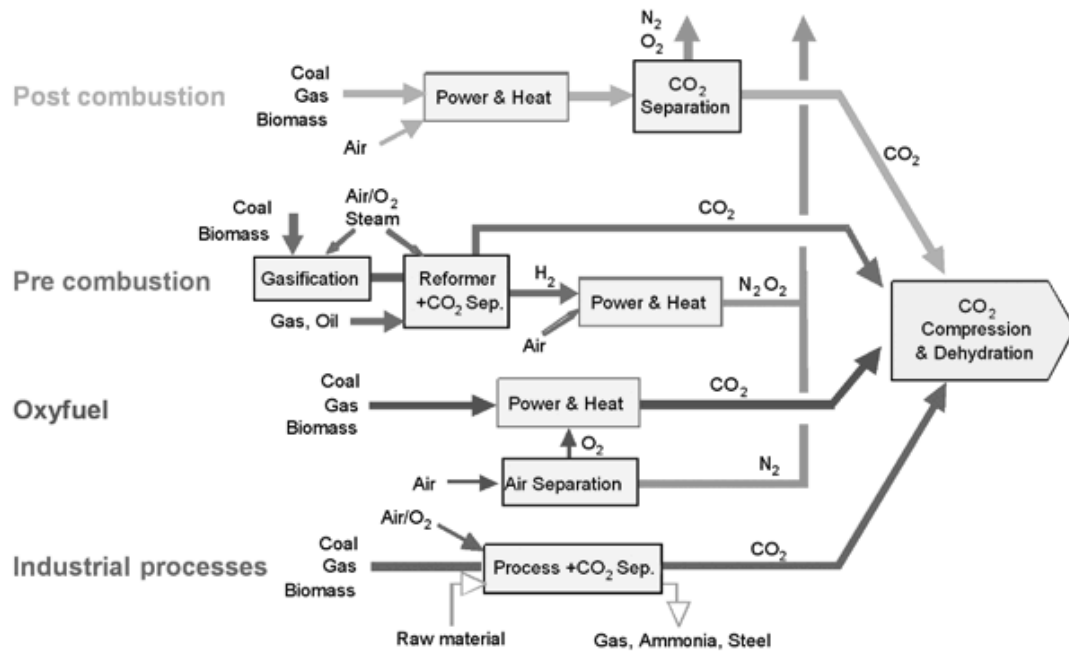 N₂
O₂
Post combustion
Coal
Gas
Biomass
Air
Power & Heat
CO₂
Separation
CO₂
Pre combustion
Coal
Biomass
Air/O₂
Steam
Gasification
Gas, Oil
Reformer
+CO₂ Sep.
CO₂
H₂
Air
Power & Heat
N₂ O₂
CO₂
Compression
& Dehydration
Oxyfuel
Coal
Gas
Biomass
Power & Heat
CO₂
O₂
Air
Air Separation
N₂
Industrial processes
Air/O₂
Coal
Gas
Biomass
Process +CO₂ Sep.
CO₂
Raw material
Gas, Ammonia, Steel